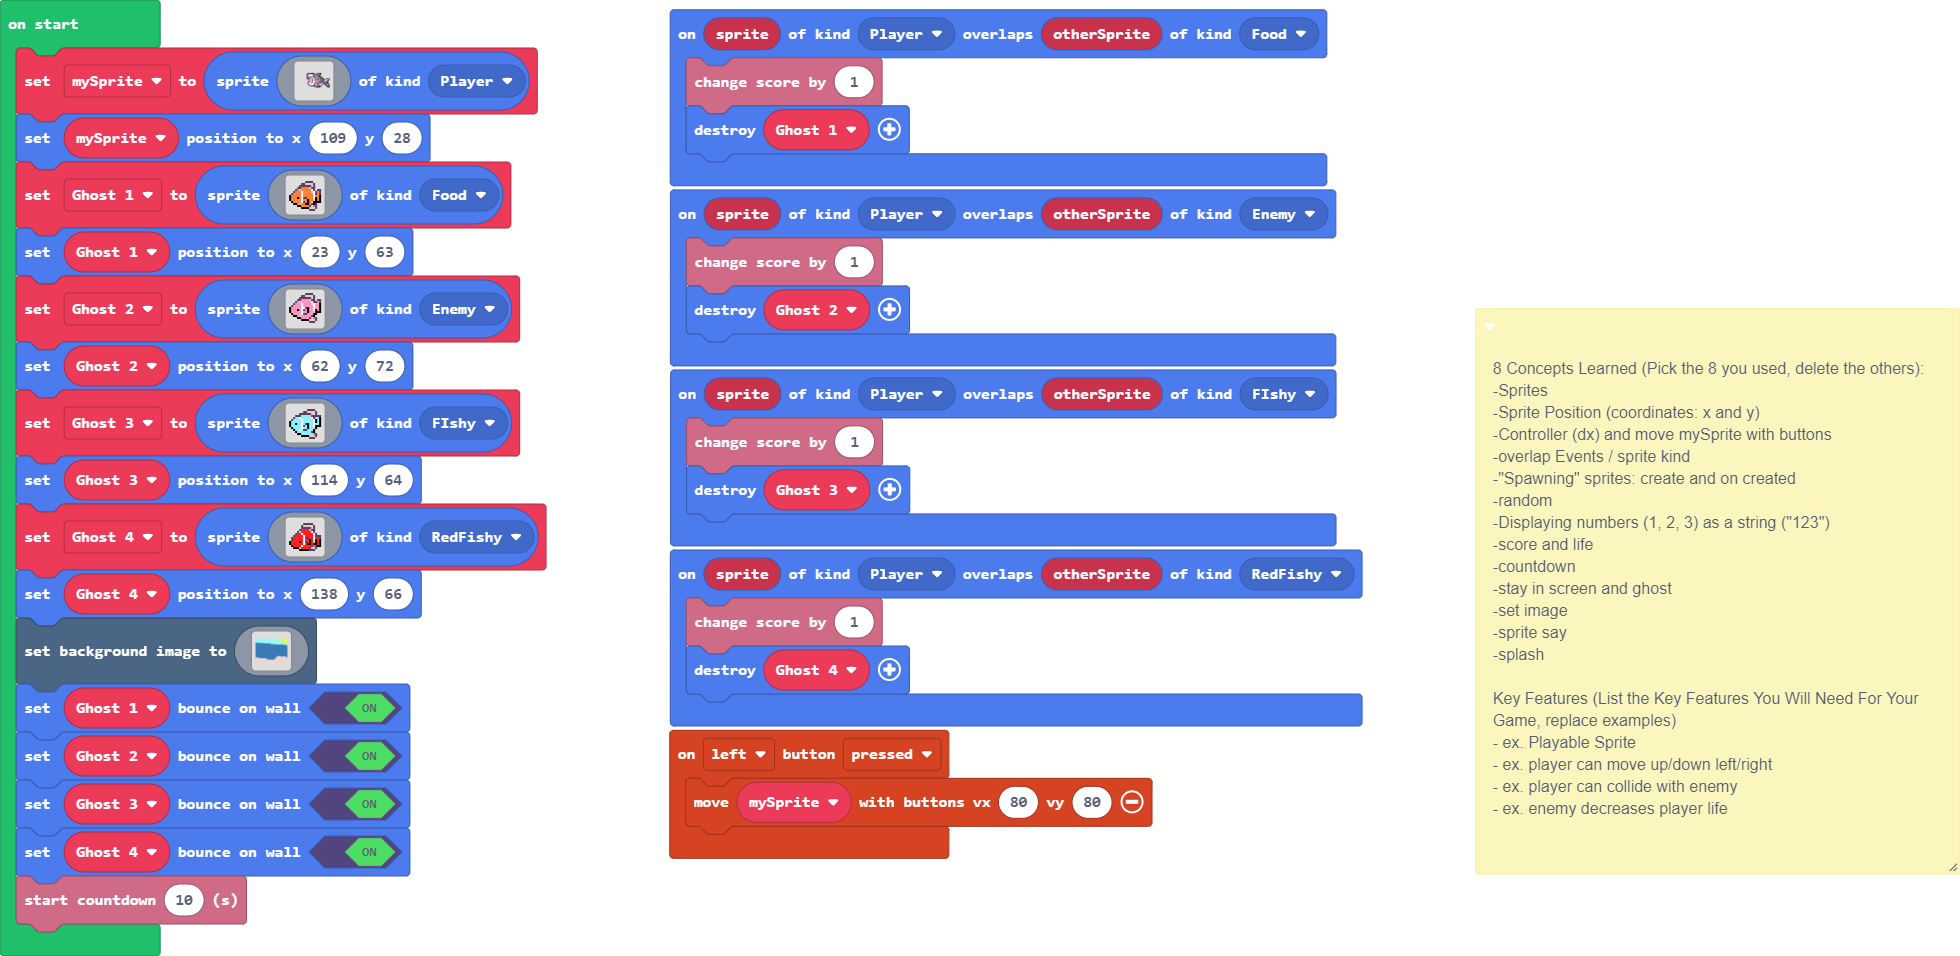 on start
set mySprite to sprite of kind Player
set mySprite position to x 109 y 28
set Ghost 1 to sprite of kind Food
set Ghost 1 position to x 23 y 63
set Ghost 2 to sprite of kind Enemy
set Ghost 2 position to x 62 y 72
set Ghost 3 to sprite of kind FIshy
set Ghost 3 position to x 114 y 64
set Ghost 4 to sprite of kind RedFishy
set Ghost 4 position to x 138 y 66
set background image to
set Ghost 1 bounce on wall ON
set Ghost 2 bounce on wall ON
set Ghost 3 bounce on wall ON
set Ghost 4 bounce on wall ON
start countdown 10 (s)
on sprite of kind Player overlaps otherSprite of kind Food
change score by 1
destroy Ghost 1
on sprite of kind Player overlaps otherSprite of kind Enemy
change score by 1
destroy Ghost 2
on sprite of kind Player overlaps otherSprite of kind FIshy
change score by 1
destroy Ghost 3
on sprite of kind Player overlaps otherSprite of kind RedFishy
change score by 1
destroy Ghost 4
on left button pressed
move mySprite with buttons vx 80 vy 80
8 Concepts Learned (Pick the 8 you used, delete the others):
-Sprites
-Sprite Position (coordinates: x and y)
-Controller (dx) and move mySprite with buttons
-overlap Events / sprite kind
-"Spawning" sprites: create and on created
-random
-Displaying numbers (1, 2, 3) as a string ("123")
-score and life
-countdown
-stay in screen and ghost
-set image
-sprite say
-splash
Key Features (List the Key Features You Will Need For Your
Game, replace examples)
- ex. Playable Sprite
- ex. player can move up/down left/right
- ex. player can collide with enemy
- ex. enemy decreases player life